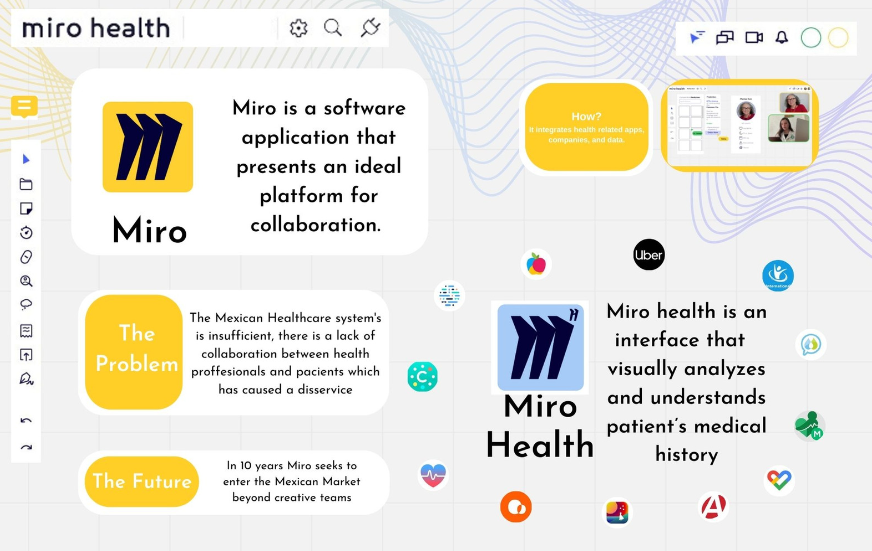 miro health
Miro is a software
application that
presents an ideal
platform for
collaboration.
Miro
How?
It integrates health related apps,
companies, and data.
The
Problem
The Mexican Healthcare system's
is insufficient, there is a lack of
collaboration between health
proffesionals and pacients which
has caused a disservice
The Future
In 10 years Miro seeks to
enter the Mexican Market
beyond creative teams
Uber
C
M
A
Miro
Health
Miro health is an
interface that
visually analyzes
and understands
patient's medical
history